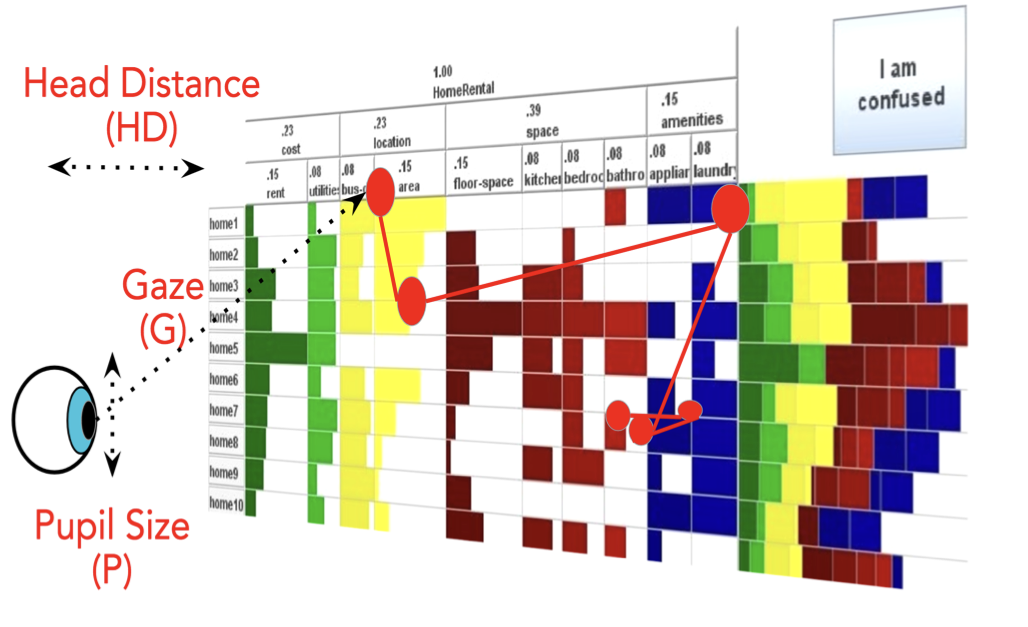 Head Distance
(HD)
Gaze
(G)
Pupil Size
(P)
1.00
HomeRental
.23
cost
.23
location
.39
space
.15
amenities
.15
rent
.08
utilities
.08
bus-
.15
area
.15
floor-space
.08
kitche
.08
bedroo
.08
bathro
.08
applian
.08
laundr
home1
home2
home3
home4
home5
home6
home7
home8
home9
home10
I am
confused